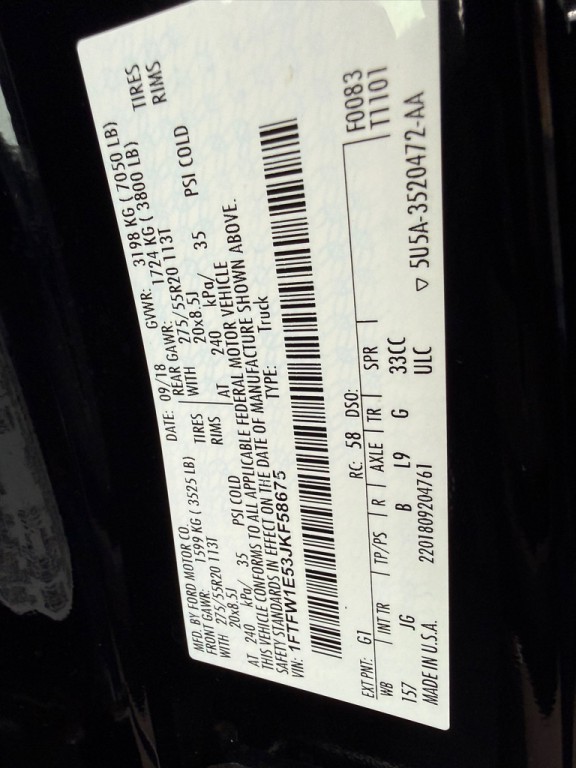 MFD. BY FORD MOTOR CO. DATE: 09/18 GVWR: 3198 KG ( 7050 LB)
FRONT GAWR: 1599 KG ( 3525 LB) REAR GAWR: 1724 KG ( 3800 LB)
WITH 275/55R20 113T TIRES WITH 275/55R20 113T TIRES
20x8.5J RIMS 20x8.5J RIMS
AT 240 kPa/ 35 PSI COLD AT 240 kPa/ 35 PSI COLD
THIS VEHICLE CONFORMS TO ALL APPLICABLE FEDERAL MOTOR VEHICLE
SAFETY STANDARDS IN EFFECT ON THE DATE OF MANUFACTURE SHOWN ABOVE.
VIN: 1FTFW1E53JKF58675 TYPE: Truck
F0083
T1101
EXT PNT: G1 RC: 58 DSO:
WB INT TR TP/PS R AXLE TR SPR
157 JG B L9 G 33CC
MADE IN U.S.A. 2201809204761 ULC
▽ 5U5A-3520472-AA